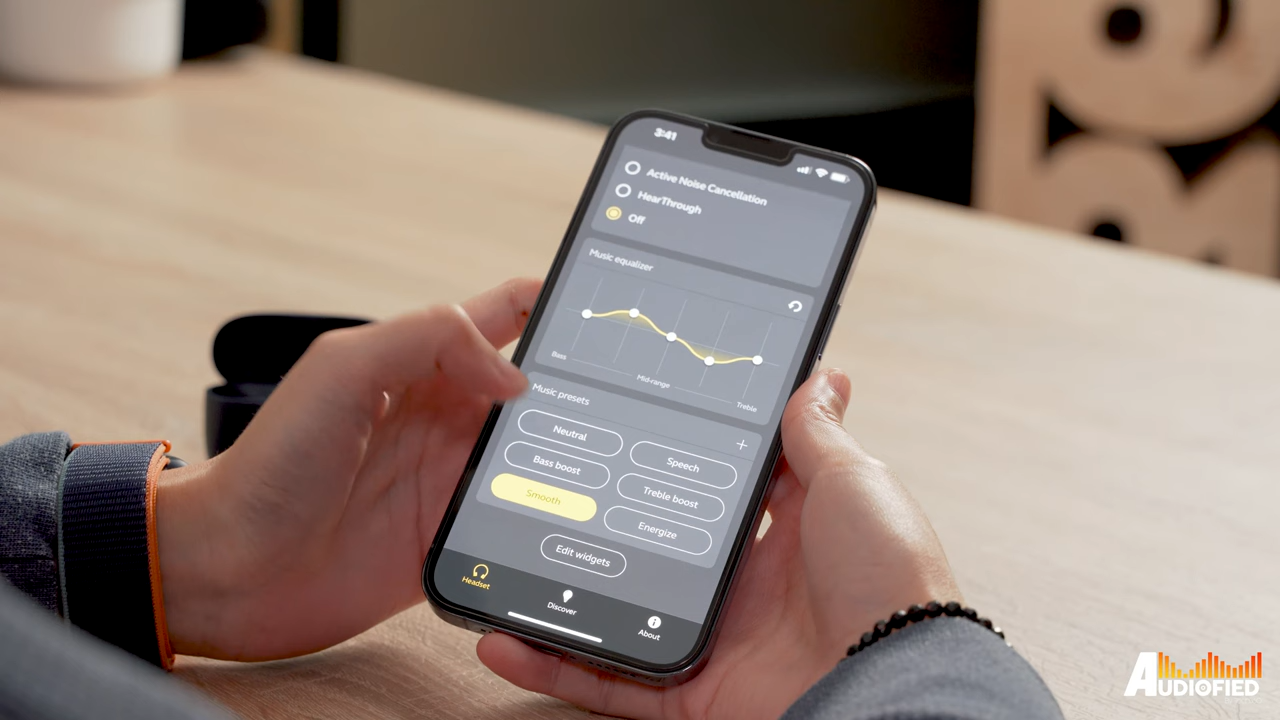 3:41
Active Noise Cancellation
HearThrough
Off
Music equalizer
Bass
Mid-range
Treble
Music presets
Neutral
Speech
Bass boost
Treble boost
Smooth
Energize
Edit widgets
Headset
Discover
About
AUDIOFIED